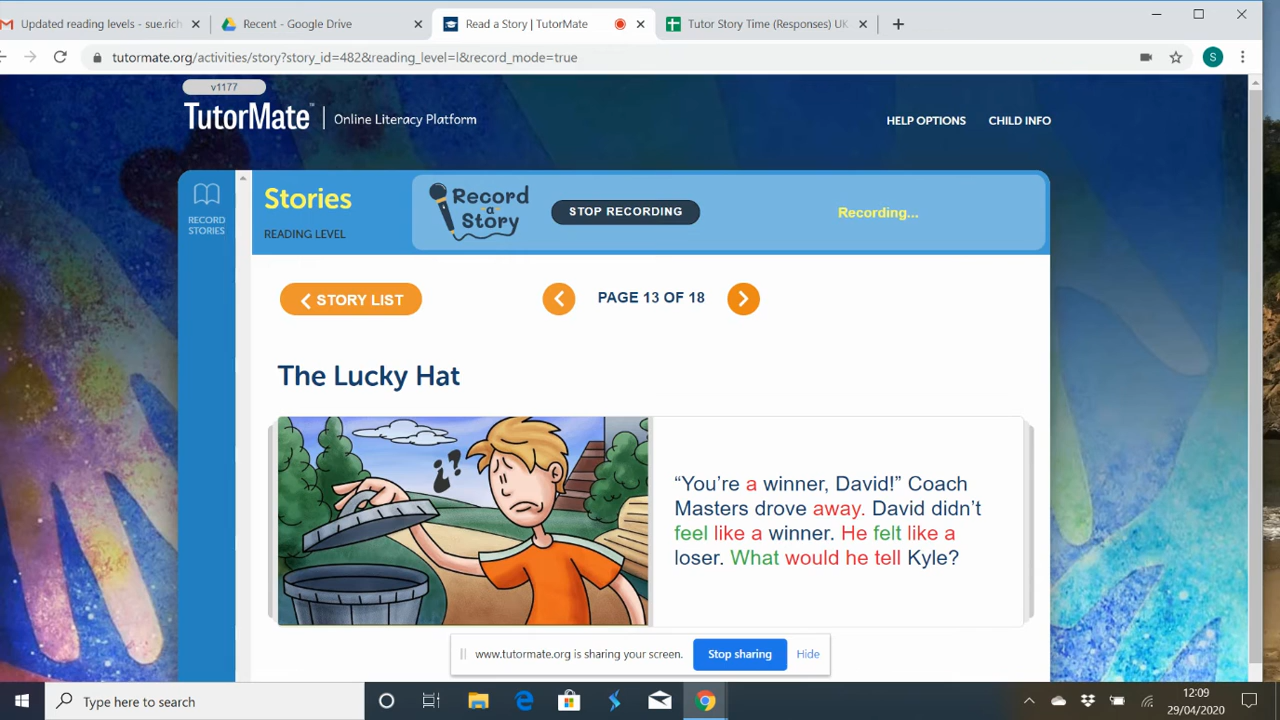 Updated reading levels - sue.rich
Recent - Google Drive
Read a Story | TutorMate
Tutor Story Time (Responses) UK
tutormate.org/activities/story?story_id=482&reading_level=l&record_mode=true
S
v1177
TutorMate™ | Online Literacy Platform
HELP OPTIONS
CHILD INFO
RECORD
STORIES
Stories
READING LEVEL
Record
a
Story
STOP RECORDING
Recording...
STORY LIST
PAGE 13 OF 18
The Lucky Hat
¿?
“You’re a winner, David!” Coach
Masters drove away. David didn’t
feel like a winner. He felt like a
loser. What would he tell Kyle?
www.tutormate.org is sharing your screen.
Stop sharing
Hide
Type here to search
12:09
29/04/2020